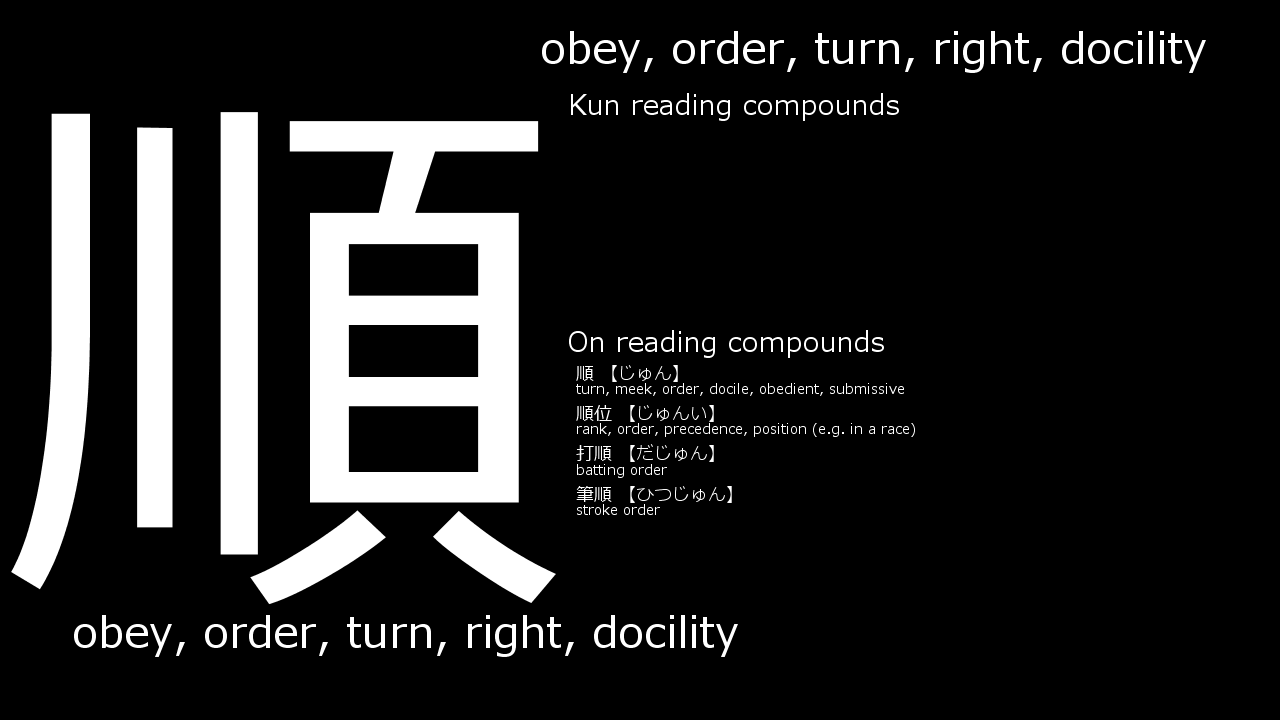 順
obey, order, turn, right, docility
Kun reading compounds
On reading compounds
順 【じゅん】
turn, meek, order, docile, obedient, submissive
順位 【じゅんい】
rank, order, precedence, position (e.g. in a race)
打順 【だじゅん】
batting order
筆順 【ひつじゅん】
stroke order
obey, order, turn, right, docility